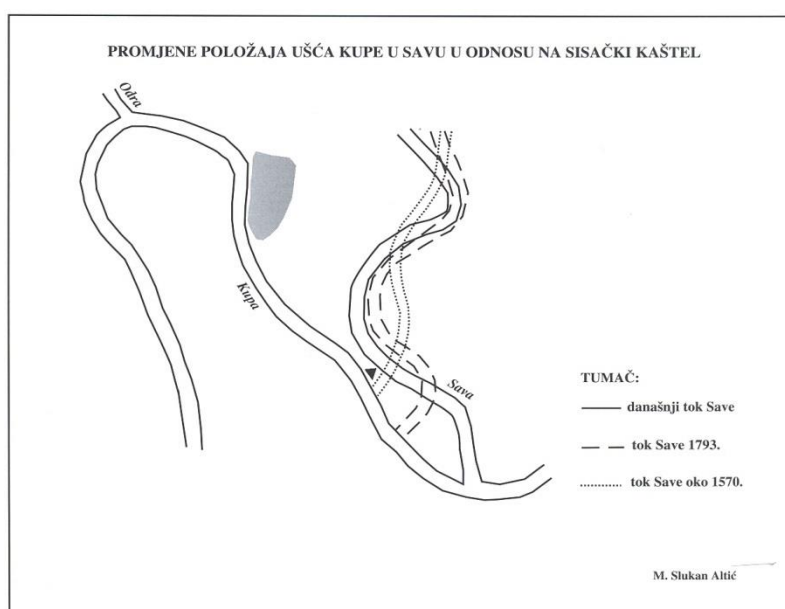 PROMJENE POLOŽAJA UŠĆA KUPE U SAVU U ODNOSU NA SISAČKI KAŠTEL
Odra
Kupa
Sava
TUMAČ:
današnji tok Save
tok Save 1793.
tok Save oko 1570.
M. Slukan Altić